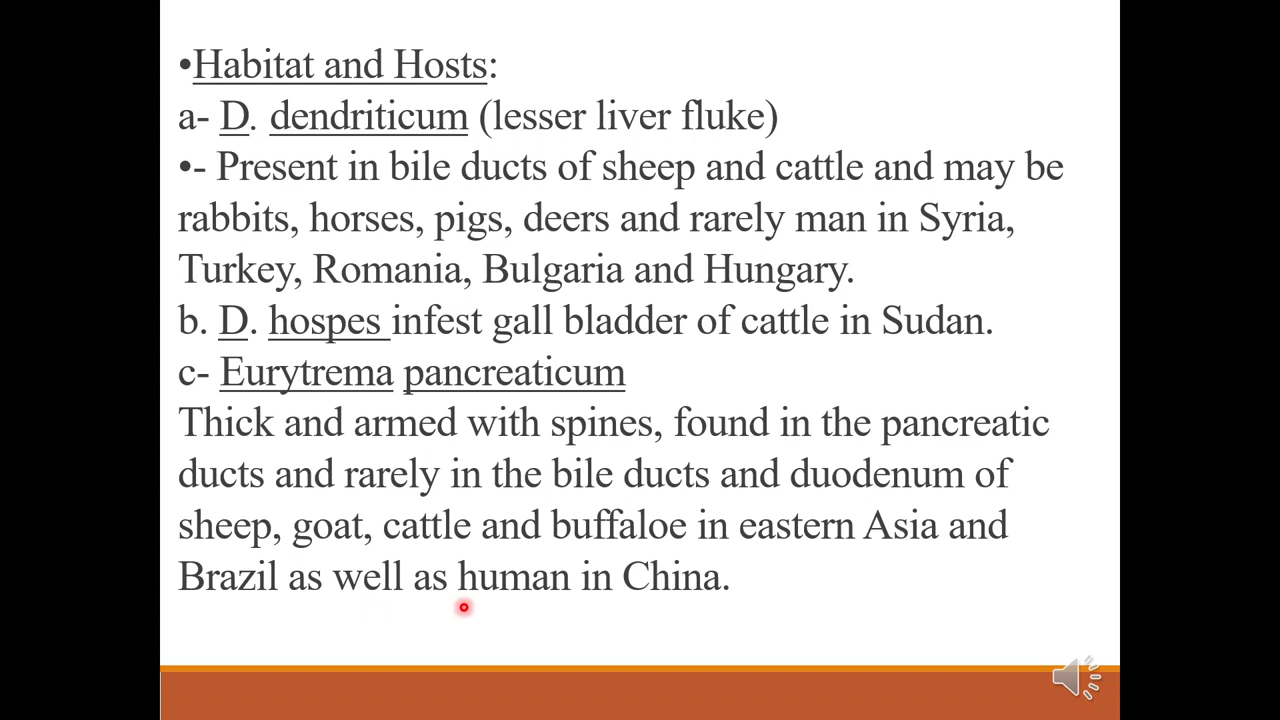 •Habitat and Hosts:
a- D. dendriticum (lesser liver fluke)
•- Present in bile ducts of sheep and cattle and may be
rabbits, horses, pigs, deers and rarely man in Syria,
Turkey, Romania, Bulgaria and Hungary.
b. D. hospes infest gall bladder of cattle in Sudan.
c- Eurytrema pancreaticum
Thick and armed with spines, found in the pancreatic
ducts and rarely in the bile ducts and duodenum of
sheep, goat, cattle and buffaloe in eastern Asia and
Brazil as well as human in China.